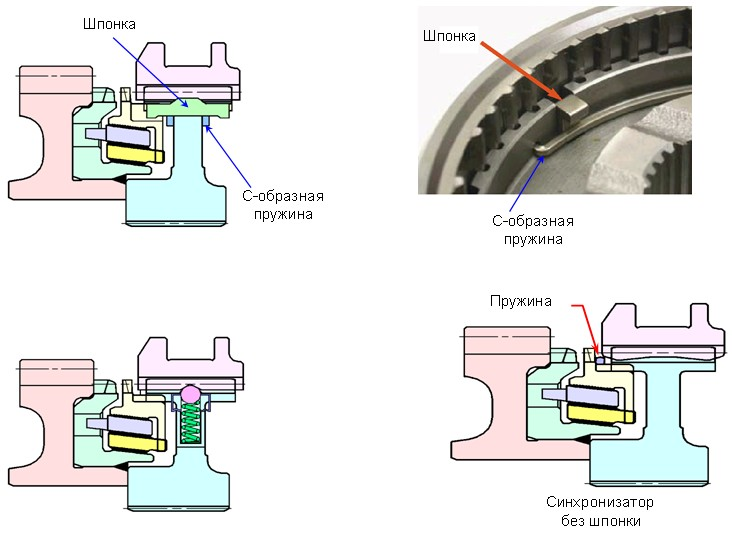 Шпонка
С-образная
пружина
Шпонка
С-образная
пружина
Пружина
Синхронизатор
без шпонки